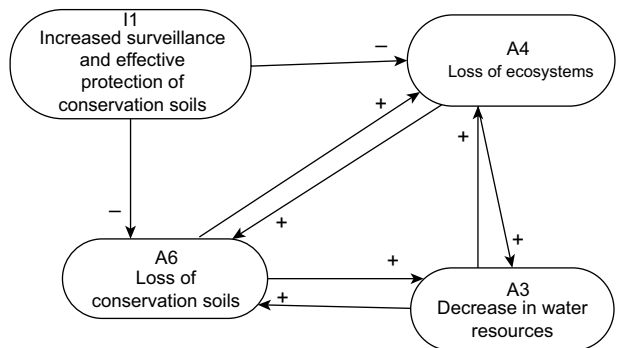 I1
Increased surveillance
and effective
protection of
conservation soils
–
A4
Loss of ecosystems
+
+
+
–
+
+
+
A6
Loss of
conservation soils
+
A3
Decrease in water
resources